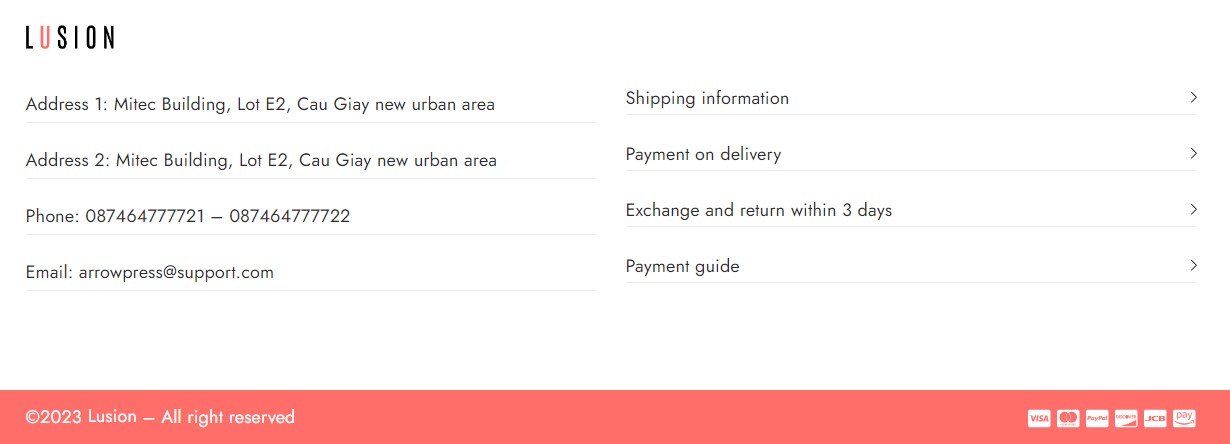 LUSION
Address 1: Mitec Building, Lot E2, Cau Giay new urban area
Address 2: Mitec Building, Lot E2, Cau Giay new urban area
Phone: 087464777721 – 087464777722
Email: arrowpress@support.com
Shipping information
Payment on delivery
Exchange and return within 3 days
Payment guide
©2023 Lusion – All right reserved
VISA MasterCard PayPal DISCOVER JCB pay